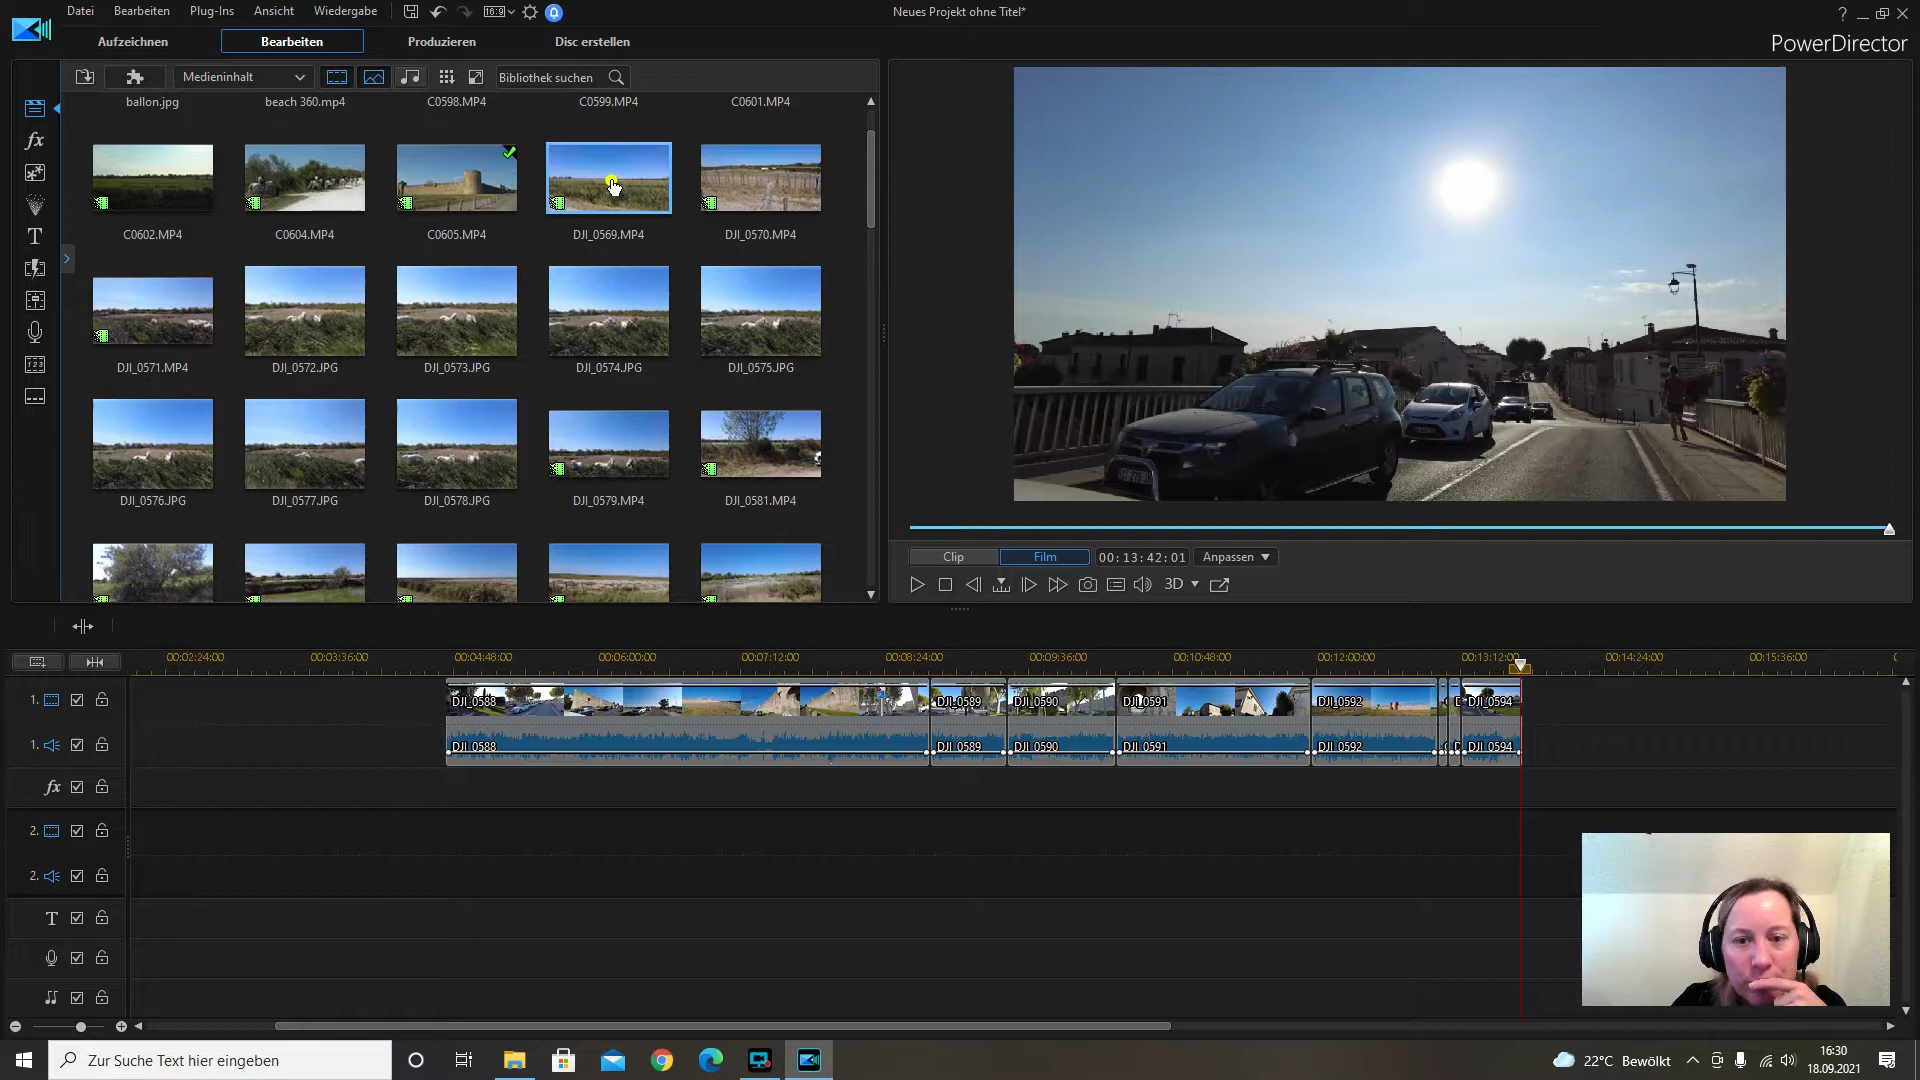 Datei Bearbeiten Plug-Ins Ansicht Wiedergabe 16:9 Neues Projekt ohne Titel* ?
Aufzeichnen Bearbeiten Produzieren Disc erstellen PowerDirector
Medieninhalt Bibliothek suchen
ballon.jpg beach 360.mp4 C0598.MP4 C0599.MP4 C0601.MP4
C0602.MP4 C0604.MP4 C0605.MP4 DJI_0569.MP4 DJI_0570.MP4
DJI_0571.MP4 DJI_0572.JPG DJI_0573.JPG DJI_0574.JPG DJI_0575.JPG
DJI_0576.JPG DJI_0577.JPG DJI_0578.JPG DJI_0579.MP4 DJI_0581.MP4
Clip Film 00:13:42:01 Anpassen
3D
00:02:24:00 00:03:36:00 00:04:48:00 00:06:00:00 00:07:12:00 00:08:24:00 00:09:36:00 00:10:48:00 00:12:00:00 00:13:12:00 00:14:24:00 00:15:36:00
1. DJI_0588 DJI_0589 DJI_0590 DJI_0591 DJI_0592 DJI_0594
1. DJI_0588 DJI_0589 DJI_0590 DJI_0591 DJI_0592 DJI_0594
fx
2.
2.
T
Zur Suche Text hier eingeben 22°C Bewölkt 16:30
18.09.2021